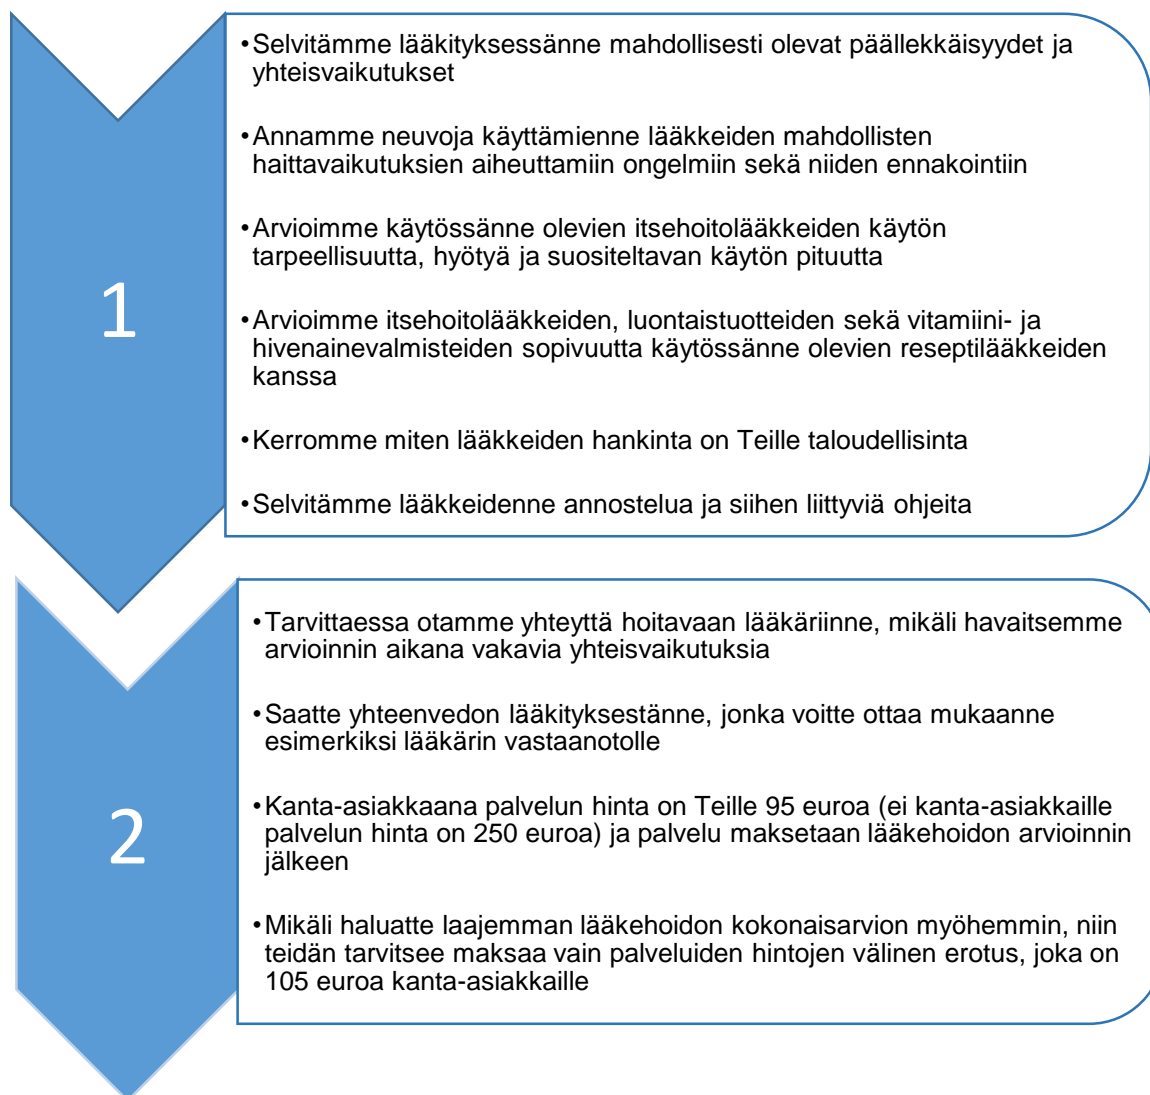 1
•Selvitämme lääkityksessänne mahdollisesti olevat päällekkäisyydet ja
yhteisvaikutukset
•Annamme neuvoja käyttämienne lääkkeiden mahdollisten
haittavaikutuksien aiheuttamiin ongelmiin sekä niiden ennakointiin
•Arvioimme käytössänne olevien itsehoitolääkkeiden käytön
tarpeellisuutta, hyötyä ja suositeltavan käytön pituutta
•Arvioimme itsehoitolääkkeiden, luontaistuotteiden sekä vitamiini- ja
hivenainevalmisteiden sopivuutta käytössänne olevien reseptilääkkeiden
kanssa
•Kerromme miten lääkkeiden hankinta on Teille taloudellisinta
•Selvitämme lääkkeidenne annostelua ja siihen liittyviä ohjeita
2
•Tarvittaessa otamme yhteyttä hoitavaan lääkäriinne, mikäli havaitsemme
arvioinnin aikana vakavia yhteisvaikutuksia
•Saatte yhteenvedon lääkityksestänne, jonka voitte ottaa mukaanne
esimerkiksi lääkärin vastaanotolle
•Kanta-asiakkaana palvelun hinta on Teille 95 euroa (ei kanta-asiakkaille
palvelun hinta on 250 euroa) ja palvelu maksetaan lääkehoidon arvioinnin
jälkeen
•Mikäli haluatte laajemman lääkehoidon kokonaisarvion myöhemmin, niin
teidän tarvitsee maksaa vain palveluiden hintojen välinen erotus, joka on
105 euroa kanta-asiakkaille